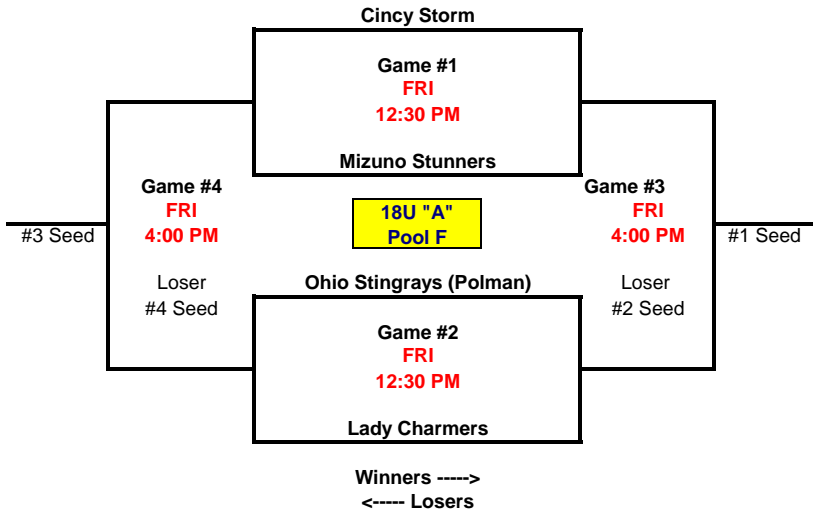 Cincy Storm
Game #1
FRI
12:30 PM
Mizuno Stunners
Game #4
FRI
4:00 PM
#3 Seed
Loser
#4 Seed
18U "A"
Pool F
Game #3
FRI
4:00 PM
#1 Seed
Loser
#2 Seed
Ohio Stingrays (Polman)
Game #2
FRI
12:30 PM
Lady Charmers
Winners ----->
<----- Losers